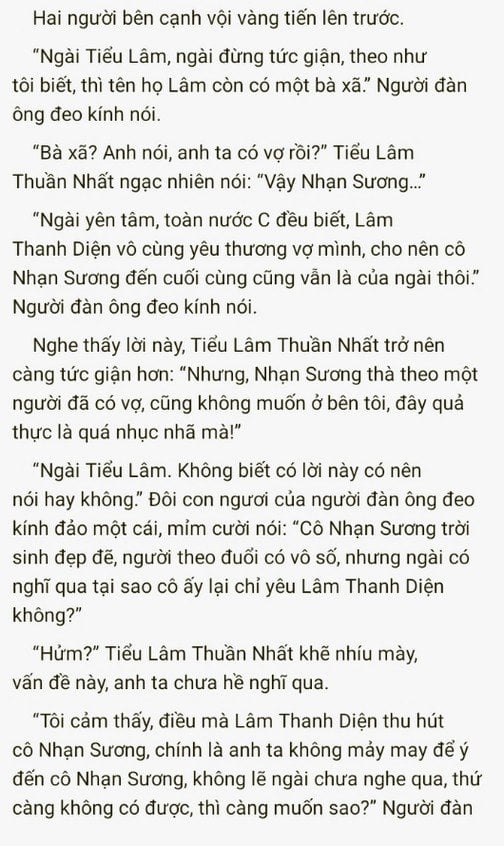 Hai người bên cạnh vội vàng tiến lên trước.
“Ngài Tiểu Lâm, ngài đừng tức giận, theo như
tôi biết, thì tên họ Lâm còn có một bà xã.” Người đàn
ông đeo kính nói.
“Bà xã? Anh nói, anh ta có vợ rồi?” Tiểu Lâm
Thuần Nhất ngạc nhiên nói: “Vậy Nhạn Sương…”
“Ngài yên tâm, toàn nước C đều biết, Lâm
Thanh Diện vô cùng yêu thương vợ mình, cho nên cô
Nhạn Sương đến cuối cùng cũng vẫn là của ngài thôi.”
Người đàn ông đeo kính nói.
Nghe thấy lời này, Tiểu Lâm Thuần Nhất trở nên
càng tức giận hơn: “Nhưng, Nhạn Sương thà theo một
người đã có vợ, cũng không muốn ở bên tôi, đây quả
thực là quá nhục nhã mà!”
“Ngài Tiểu Lâm. Không biết có lời này có nên
nói hay không.” Đôi con ngươi của người đàn ông đeo
kính đảo một cái, mỉm cười nói: “Cô Nhạn Sương trời
sinh đẹp đẽ, người theo đuổi có vô số, nhưng ngài có
nghĩ qua tại sao cô ấy lại chỉ yêu Lâm Thanh Diện
không?”
“Hửm?” Tiểu Lâm Thuần Nhất khẽ nhíu mày,
vấn đề này, anh ta chưa hề nghĩ qua.
“Tôi cảm thấy, điều mà Lâm Thanh Diện thu hút
cô Nhạn Sương, chính là anh ta không mảy may để ý
đến cô Nhạn Sương, không lẽ ngài chưa nghe qua, thứ
càng không có được, thì càng muốn sao?” Người đàn